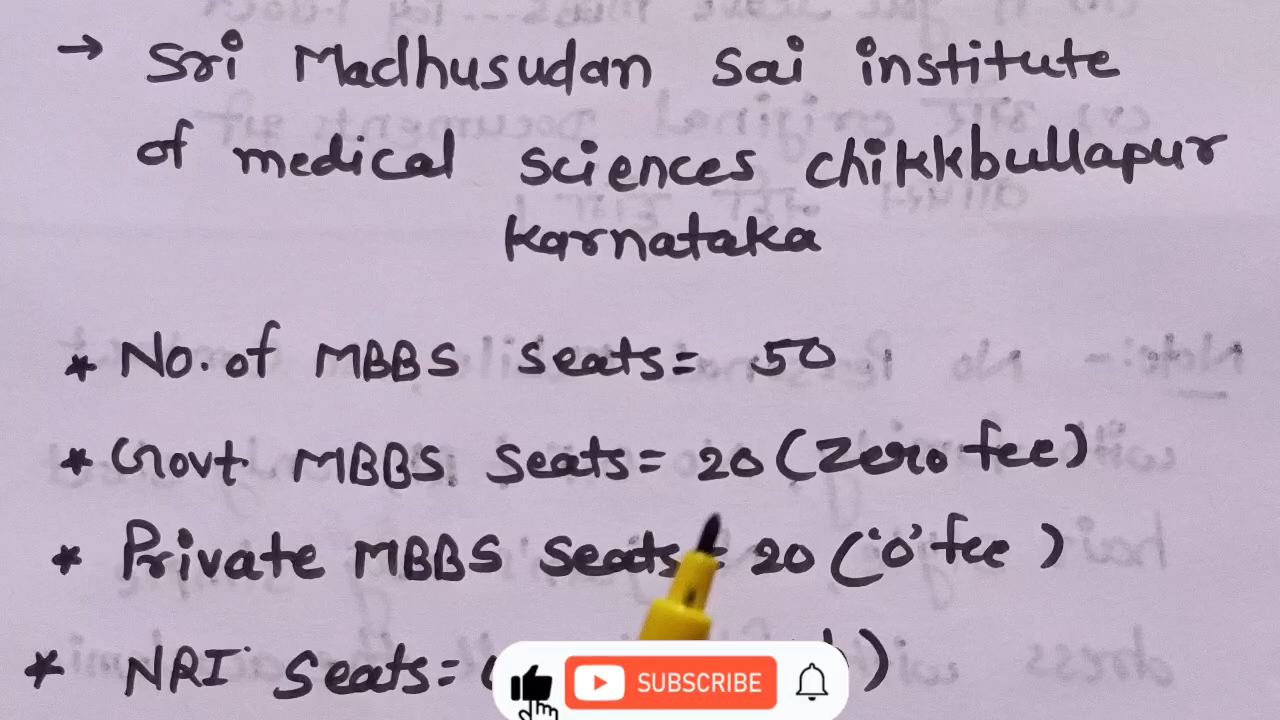 → Sri Madhusudan Sai institute
of medical sciences chikkbullapur
Karnataka
* No. of MBBS Seats = 50
* Govt MBBS Seats = 20 (Zero fee)
* Private MBBS Seats = 20 ('0' fee)
* NRI Seats =
SUBSCRIBE